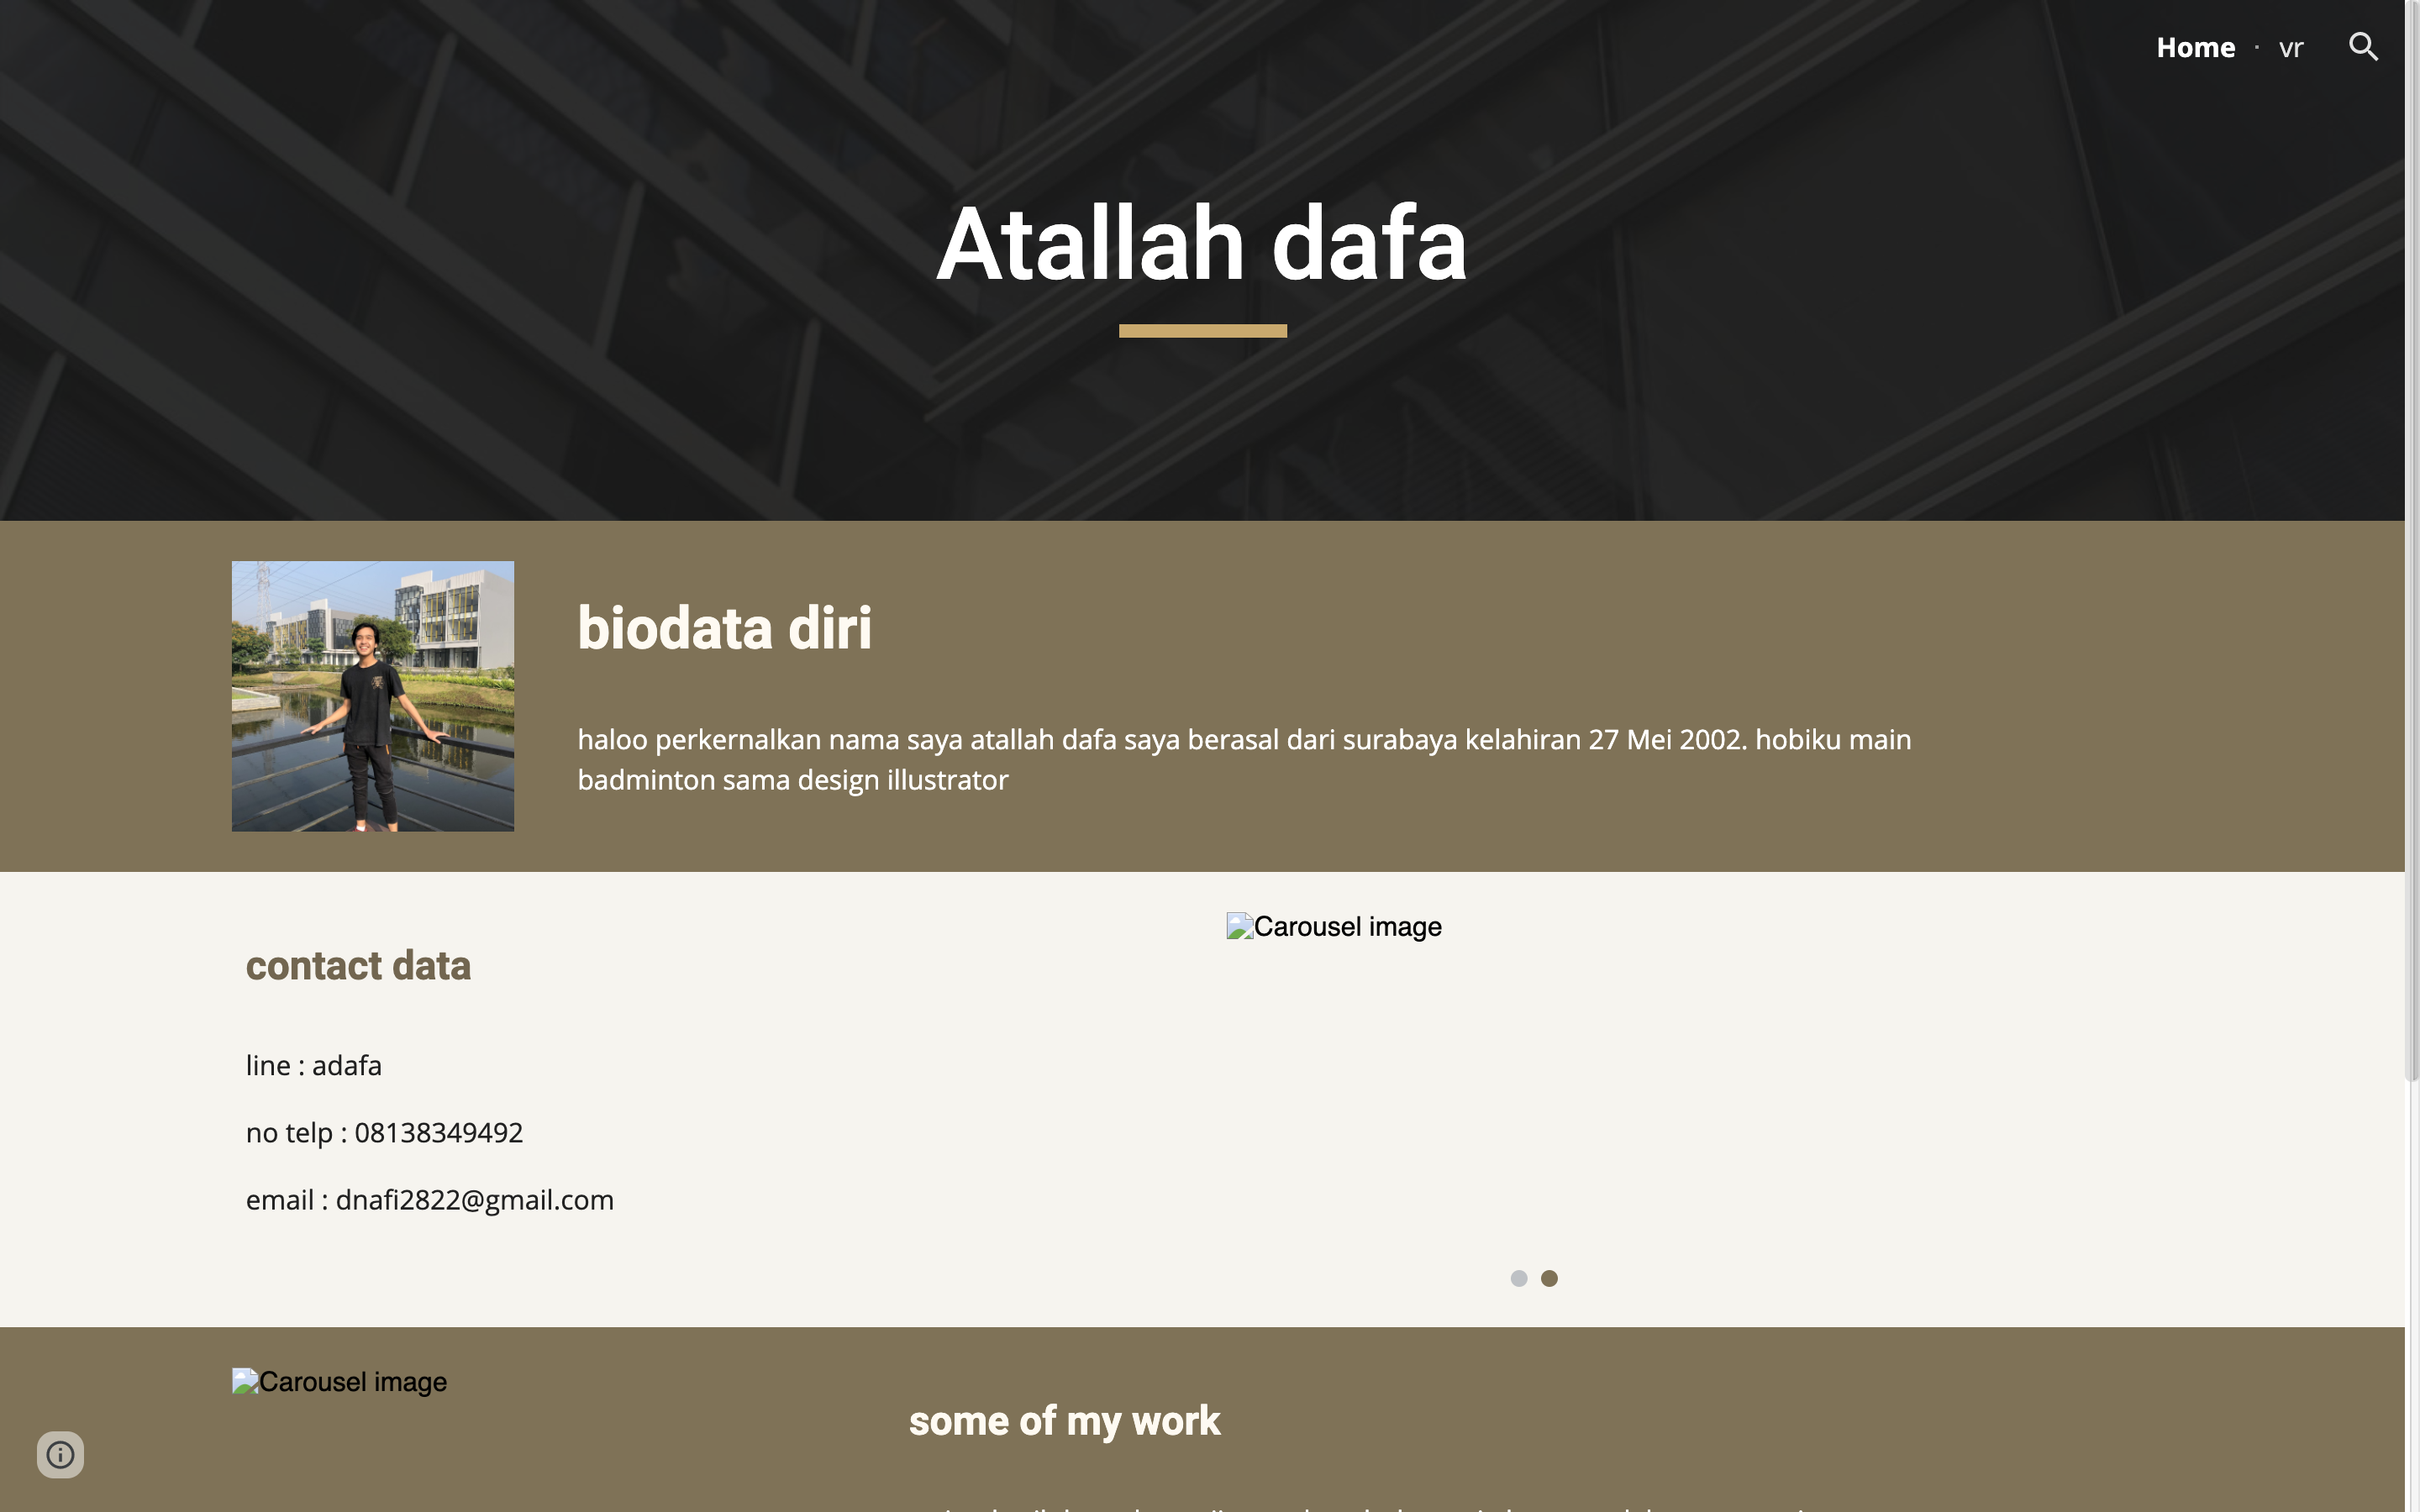 Home · vr
Atallah dafa
biodata diri
haloo perkernalkan nama saya atallah dafa saya berasal dari surabaya kelahiran 27 Mei 2002. hobiku main
badminton sama design illustrator
Carousel image
contact data
line : adafa
no telp : 08138349492
email : dnafi2822@gmail.com
Carousel image
some of my work